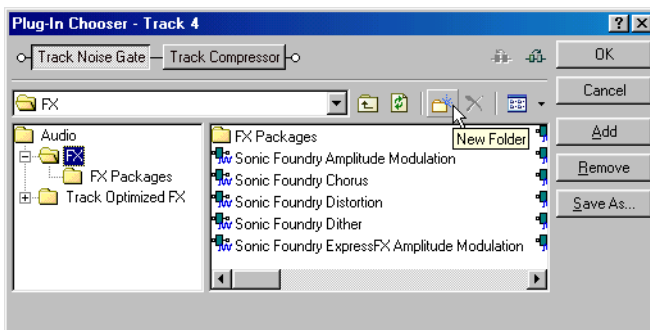 Plug-In Chooser - Track 4
Track Noise Gate
Track Compressor
OK
Cancel
Add
Remove
Save As...
FX
New Folder
Audio
FX
FX Packages
Track Optimized FX
FX Packages
Sonic Foundry Amplitude Modulation
Sonic Foundry Chorus
Sonic Foundry Distortion
Sonic Foundry Dither
Sonic Foundry ExpressFX Amplitude Modulation